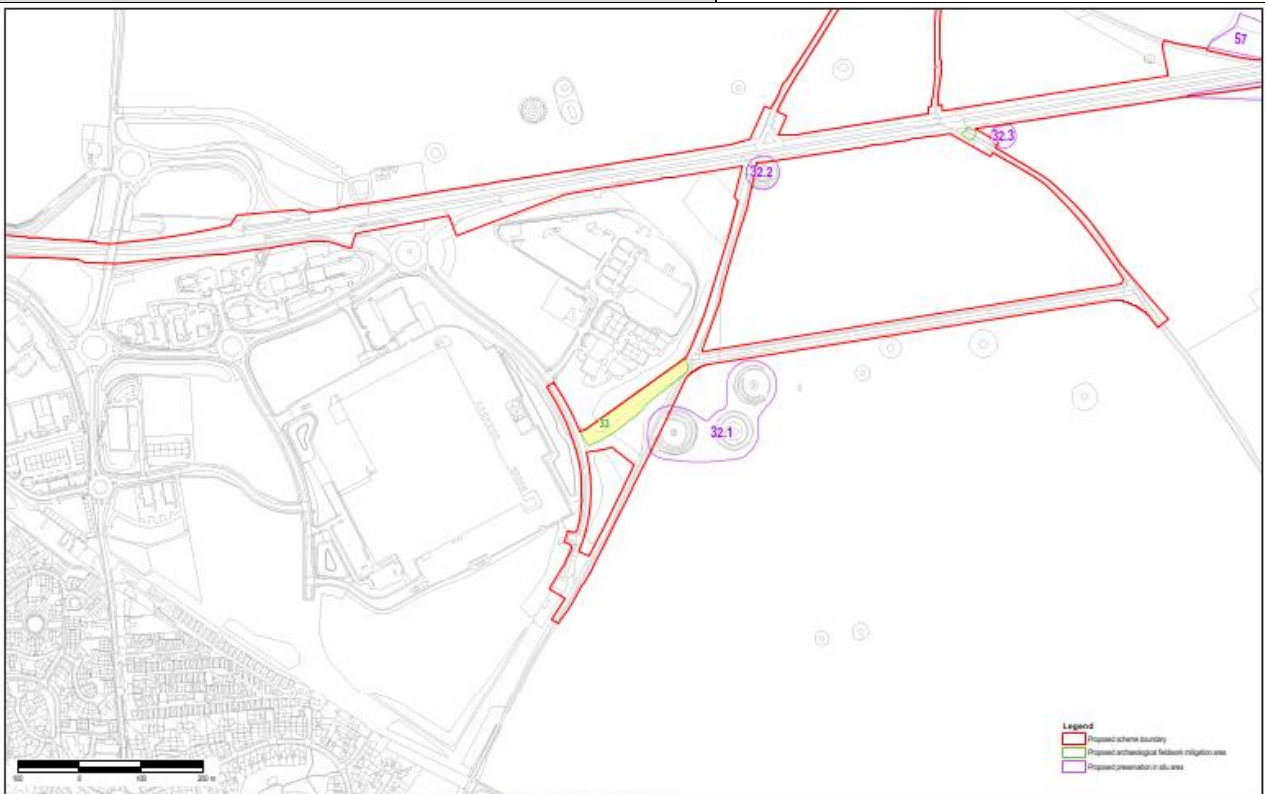 57
32.3
32.2
33
32.1
Legend
Proposed scheme boundary
Proposed archaeological fieldwork mitigation area
Proposed preservation in situ area
100 0 100 200 m